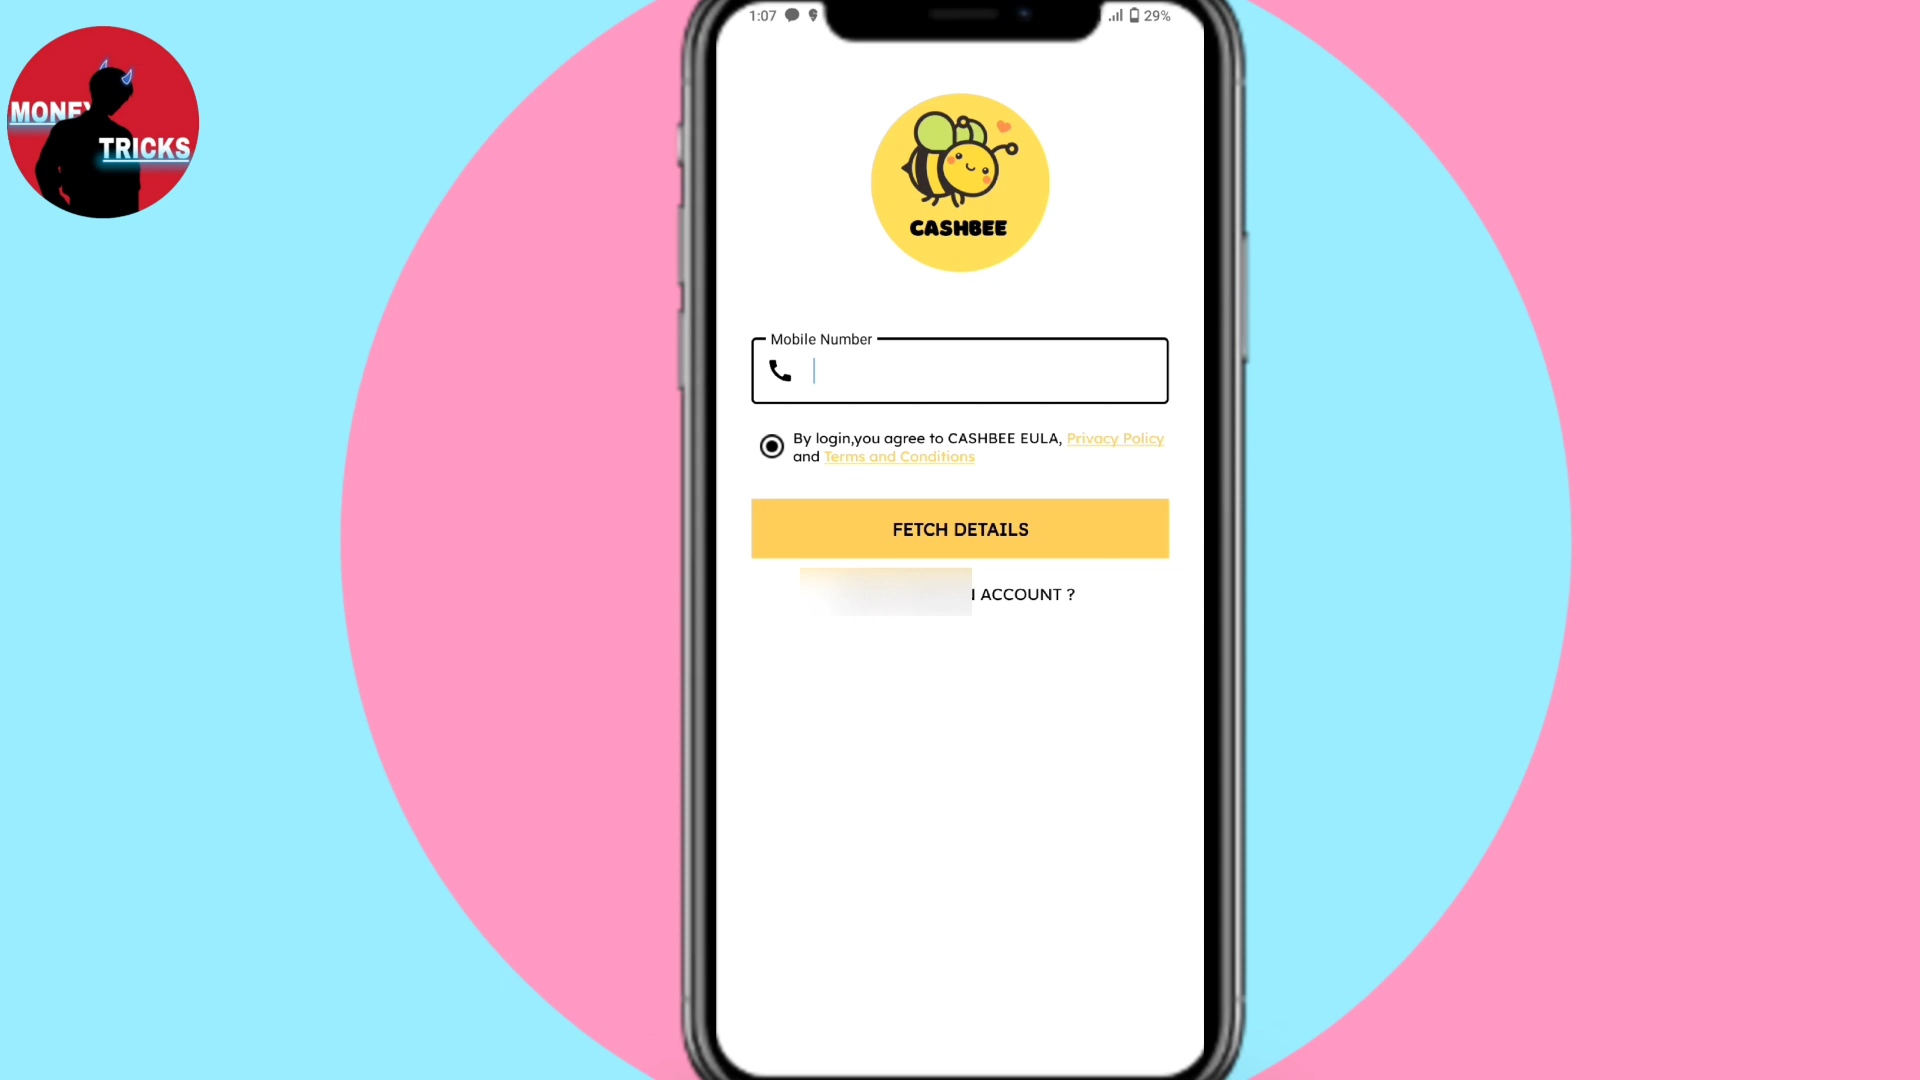 MONEY
TRICKS
1:07
29%
CASHBEE
Mobile Number
By login,you agree to CASHBEE EULA, Privacy Policy
and Terms and Conditions
FETCH DETAILS
ACCOUNT ?